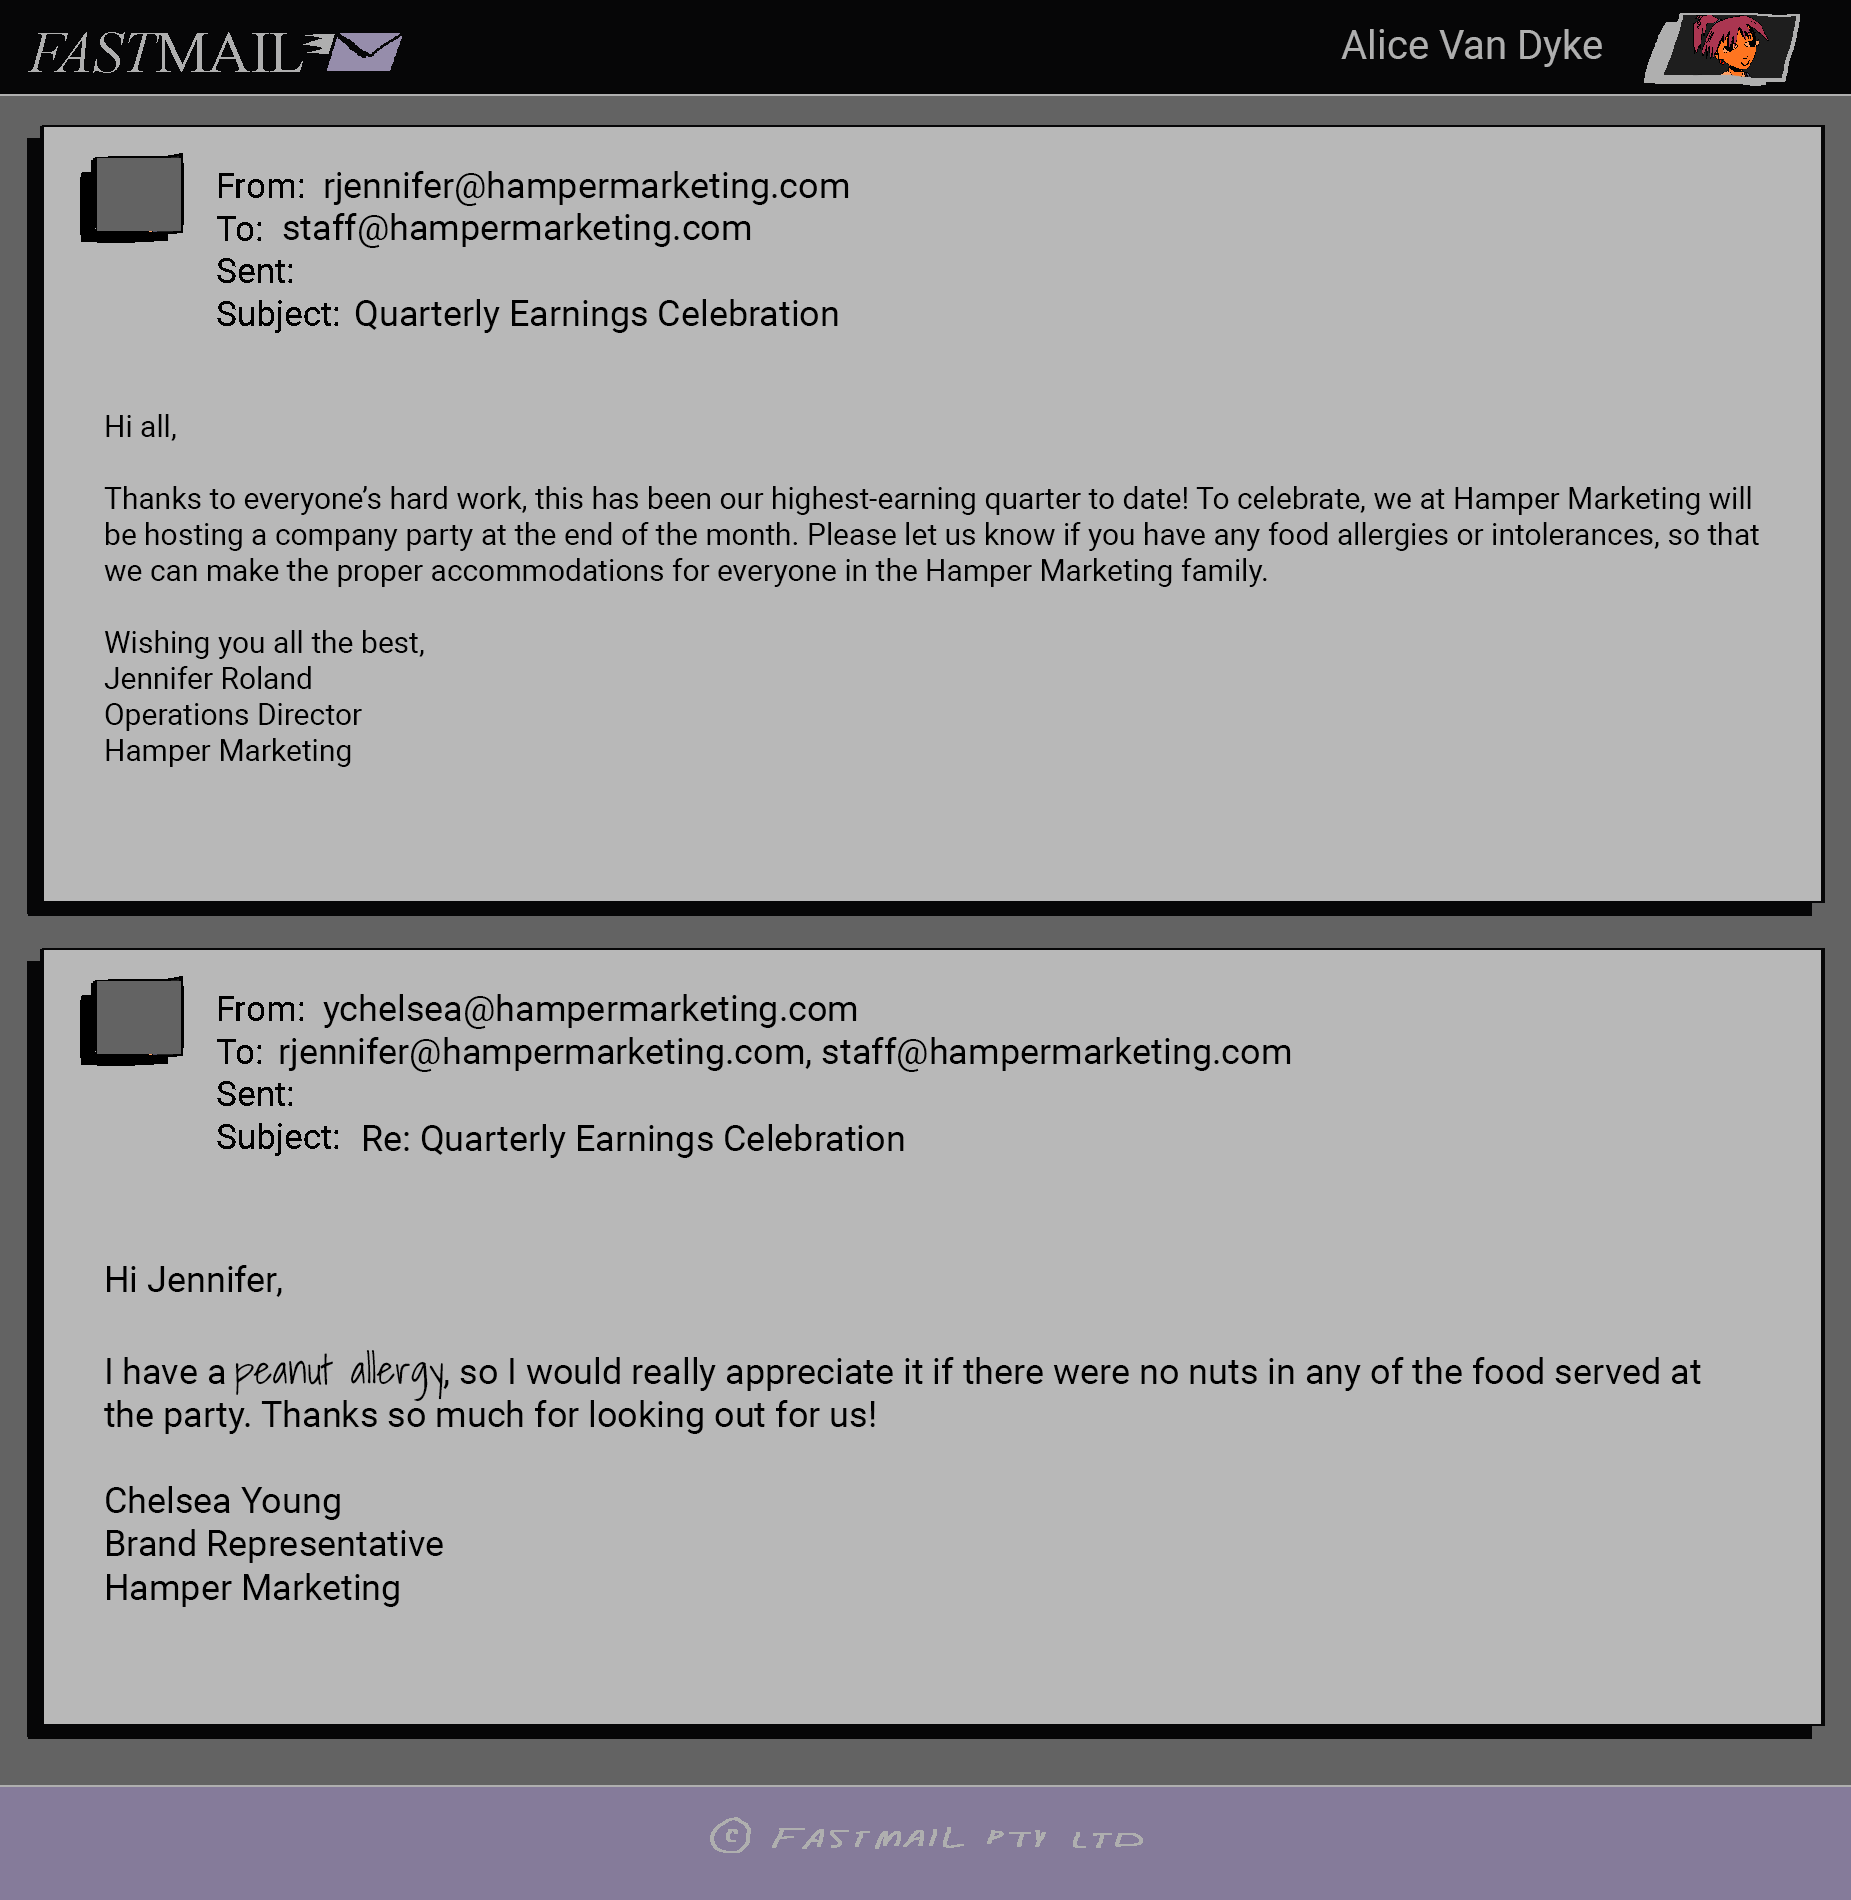 FASTMAIL
Alice Van Dyke
From: rjennifer@hampermarketing.com
To: staff@hampermarketing.com
Sent:
Subject: Quarterly Earnings Celebration
Hi all,
Thanks to everyone’s hard work, this has been our highest-earning quarter to date! To celebrate, we at Hamper Marketing will
be hosting a company party at the end of the month. Please let us know if you have any food allergies or intolerances, so that
we can make the proper accommodations for everyone in the Hamper Marketing family.
Wishing you all the best,
Jennifer Roland
Operations Director
Hamper Marketing
From: ychelsea@hampermarketing.com
To: rjennifer@hampermarketing.com, staff@hampermarketing.com
Sent:
Subject: Re: Quarterly Earnings Celebration
Hi Jennifer,
I have a peanut allergy, so I would really appreciate it if there were no nuts in any of the food served at
the party. Thanks so much for looking out for us!
Chelsea Young
Brand Representative
Hamper Marketing
© FASTMAIL PTY LTD